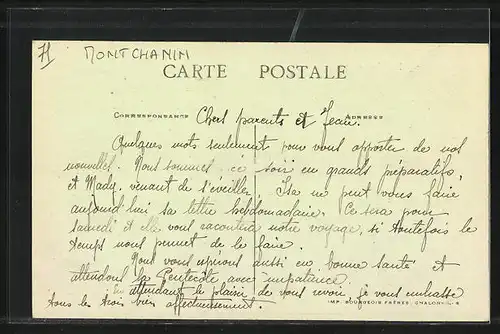 71 MONTCHANIN
CARTE POSTALE
CORRESPONDANCE Chers parents et Jean. ADRESSE
Quelques mots seulement pour vous apporter de nos
nouvelles. Nous sommes ce soir en grands préparatifs,
et Mady, venant de s'éveiller Isa ne peut vous faire
aujourd'hui sa lettre hebdomadaire. Ce sera pour
samedi et elle vous racontera notre voyage, si toutefois le
temps nous permet de le faire.
Nous vous espérons aussi en bonne santé et
attendons la Pentecôte avec impatience.
En attendant le plaisir de vous revoir, je vous embrasse
tous les trois bien affectueusement.
IMP. BOURGEOIS FRÈRES, CHALON-S-S